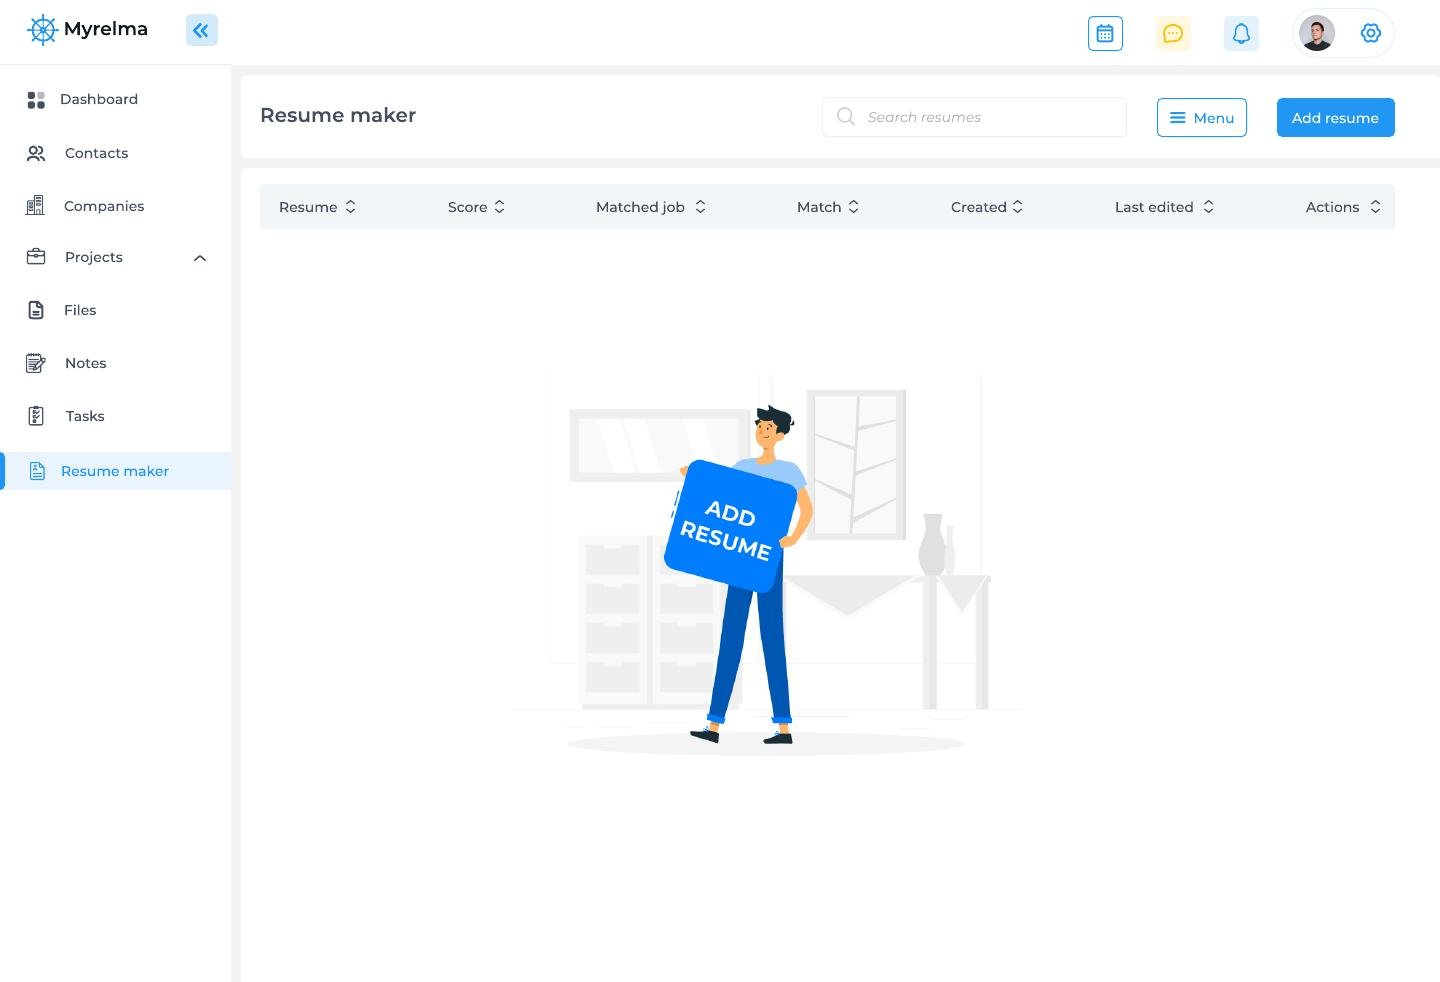 Myrelma
Dashboard
Contacts
Companies
Projects
Files
Notes
Tasks
Resume maker
Resume maker
Search resumes
Menu
Add resume
Resume Score Matched job Match Created Last edited Actions
ADD
RESUME